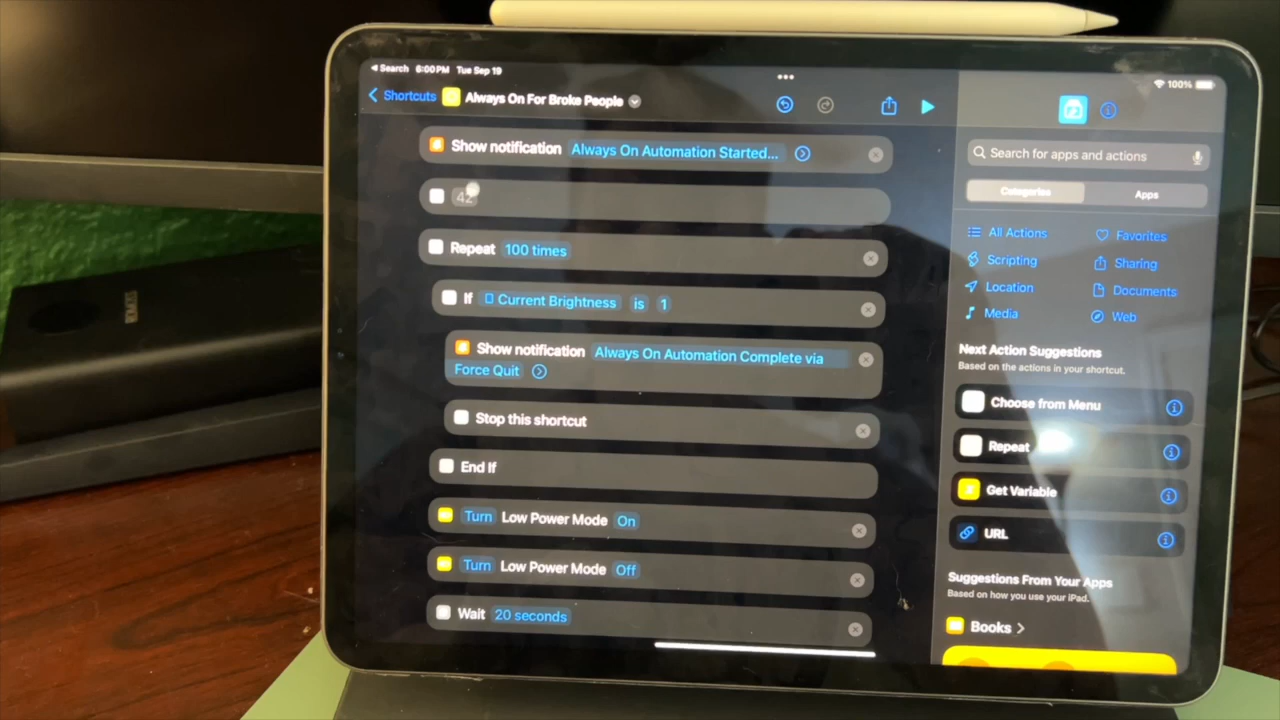 Search 6:00 PM Tue Sep 19
100%
Shortcuts Always On For Broke People
Show notification Always On Automation Started...
42
Repeat 100 times
If Current Brightness is 1
Show notification Always On Automation Complete via
Force Quit
Stop this shortcut
End If
Turn Low Power Mode On
Turn Low Power Mode Off
Wait 20 seconds
Search for apps and actions
Categories Apps
All Actions Favorites
Scripting Sharing
Location Documents
Media Web
Next Action Suggestions
Based on the actions in your shortcut.
Choose from Menu
Repeat
Get Variable
URL
Suggestions From Your Apps
Based on how you use your iPad.
Books